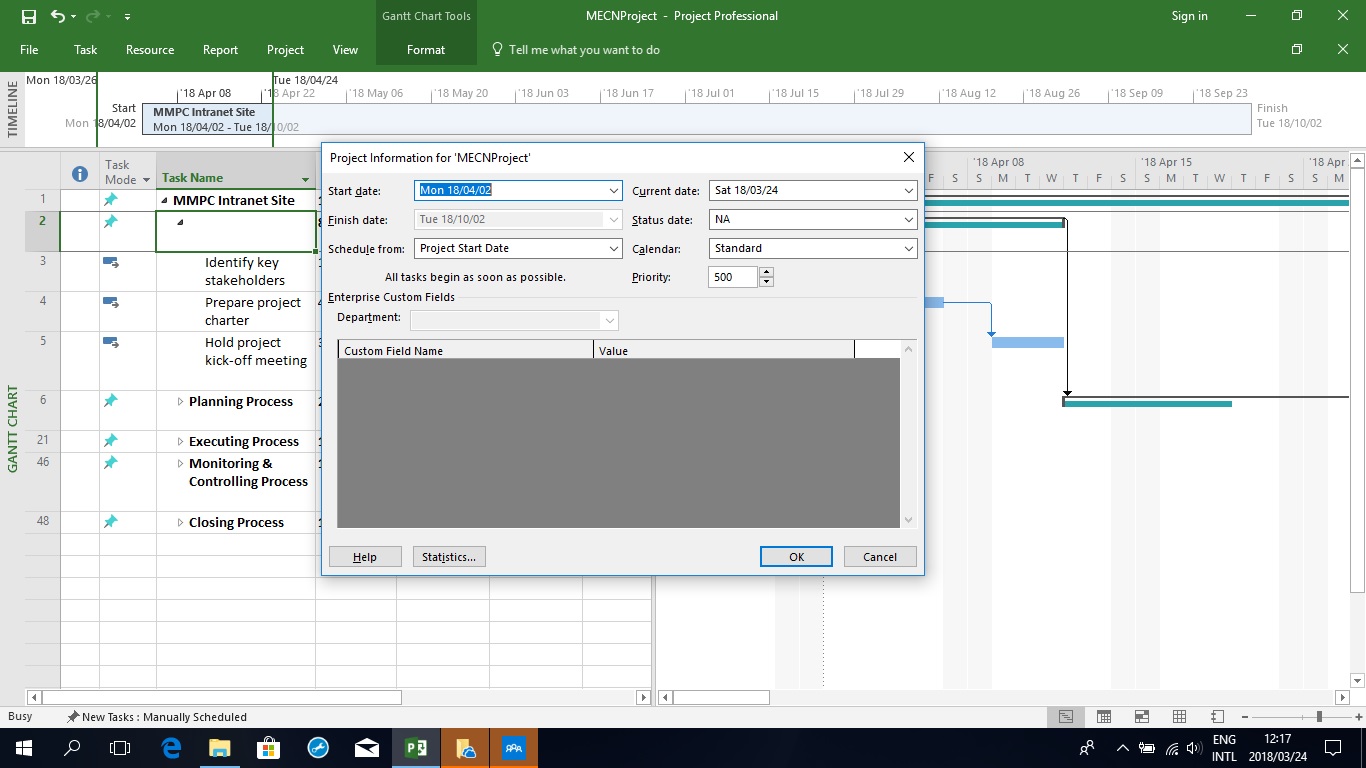 Gantt Chart Tools
MECNProject - Project Professional
Sign in
File Task Resource Report Project View Format Tell me what you want to do
TIMELINE
Mon 18/03/26
Tue 18/04/24
'18 Apr 08 '18 Apr 22 '18 May 06 '18 May 20 '18 Jun 03 '18 Jun 17 '18 Jul 01 '18 Jul 15 '18 Jul 29 '18 Aug 12 '18 Aug 26 '18 Sep 09 '18 Sep 23
Start
Mon 18/04/02
MMPC Intranet Site
Mon 18/04/02 - Tue 18/10/02
Finish
Tue 18/10/02
GANTT CHART
Task
Mode
Task Name
1 MMPC Intranet Site
2
3 Identify key
stakeholders
4 Prepare project
charter
5 Hold project
kick-off meeting
6 Planning Process
21 Executing Process
46 Monitoring &
Controlling Process
48 Closing Process
Project Information for 'MECNProject'
Start date: Mon 18/04/02 Current date: Sat 18/03/24
Finish date: Tue 18/10/02 Status date: NA
Schedule from: Project Start Date Calendar: Standard
All tasks begin as soon as possible. Priority: 500
Enterprise Custom Fields
Department:
Custom Field Name Value
Help Statistics... OK Cancel
'18 Apr 08 '18 Apr 15 '18 Apr
F S S M T W T F S S M T W T F S S M
Busy New Tasks : Manually Scheduled
ENG
INTL
12:17
2018/03/24